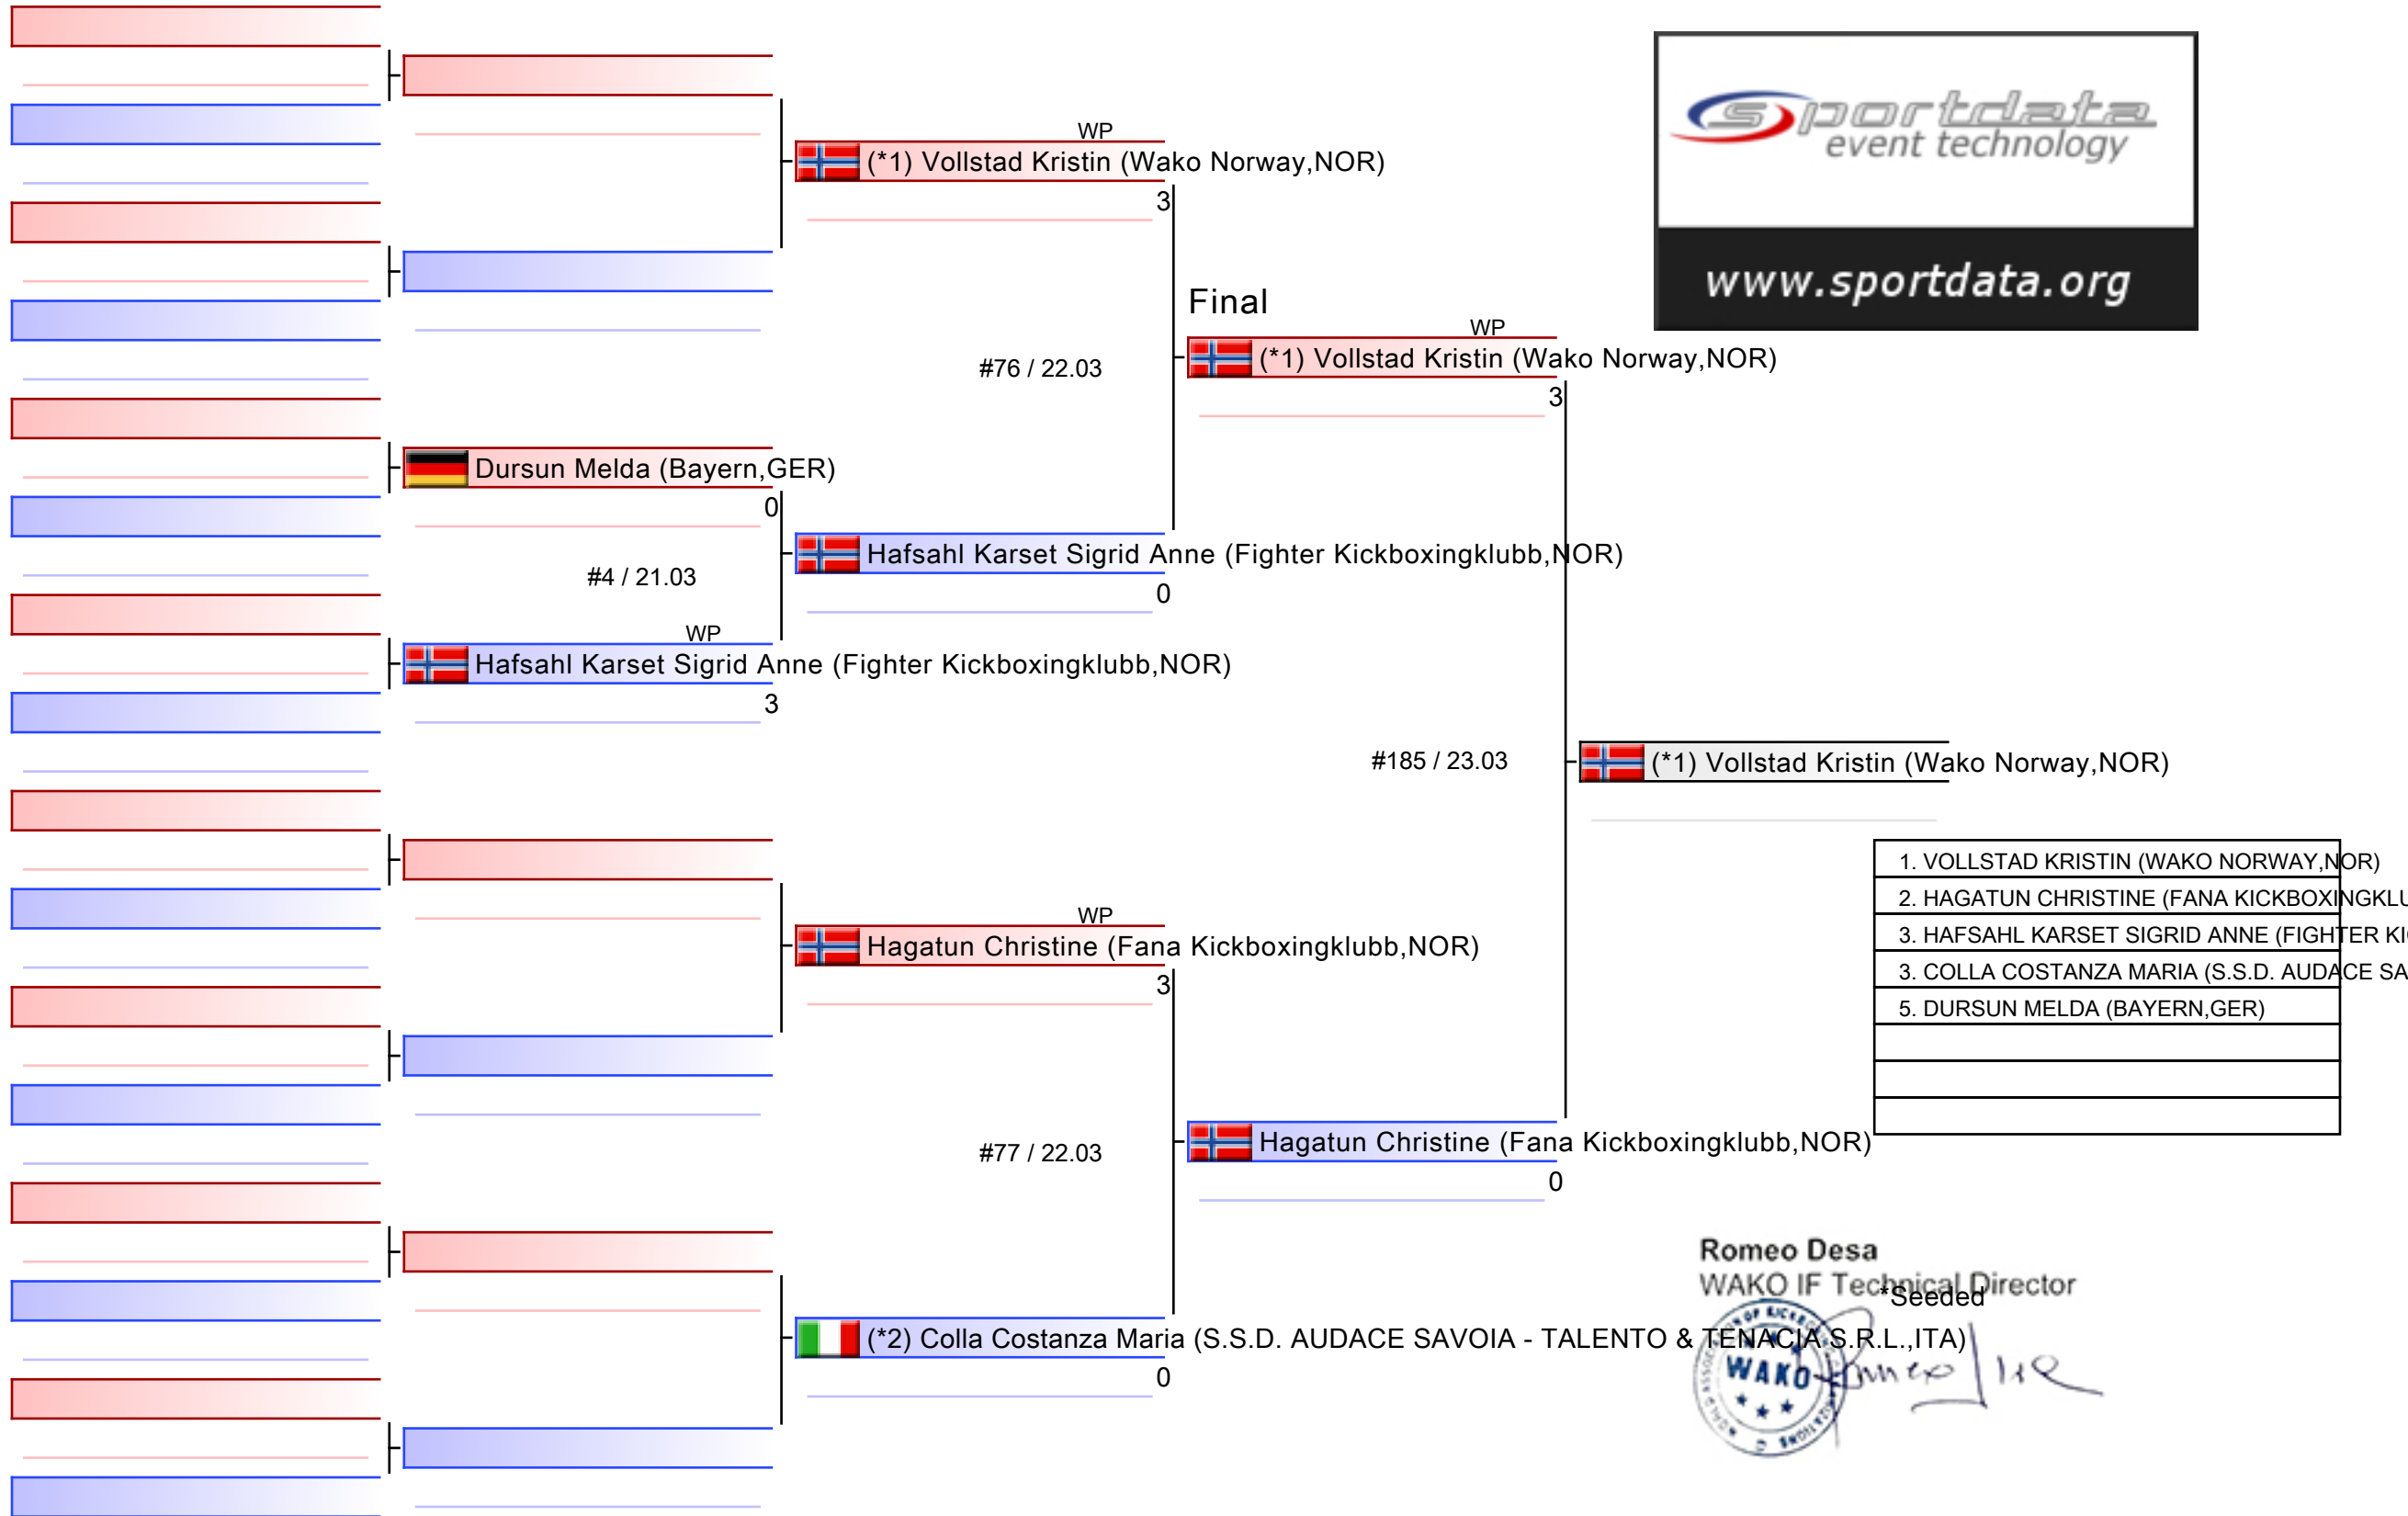 sportdata
event technology
www.sportdata.org
WP
(*1) Vollstad Kristin (Wako Norway,NOR)
3
Final
WP
#76 / 22.03
(*1) Vollstad Kristin (Wako Norway,NOR)
3
Dursun Melda (Bayern,GER)
0
Hafsahl Karset Sigrid Anne (Fighter Kickboxingklubb,NOR)
#4 / 21.03
0
WP
Hafsahl Karset Sigrid Anne (Fighter Kickboxingklubb,NOR)
3
#185 / 23.03
(*1) Vollstad Kristin (Wako Norway,NOR)
1. VOLLSTAD KRISTIN (WAKO NORWAY,NOR)
2. HAGATUN CHRISTINE (FANA KICKBOXINGKLU
3. HAFSAHL KARSET SIGRID ANNE (FIGHTER KI
3. COLLA COSTANZA MARIA (S.S.D. AUDACE SA
5. DURSUN MELDA (BAYERN,GER)
WP
Hagatun Christine (Fana Kickboxingklubb,NOR)
3
#77 / 22.03
Hagatun Christine (Fana Kickboxingklubb,NOR)
0
(*2) Colla Costanza Maria (S.S.D. AUDACE SAVOIA - TALENTO & TENACIA S.R.L.,ITA)
0
Romeo Desa
WAKO IF Technical Director
*Seeded
WAKO